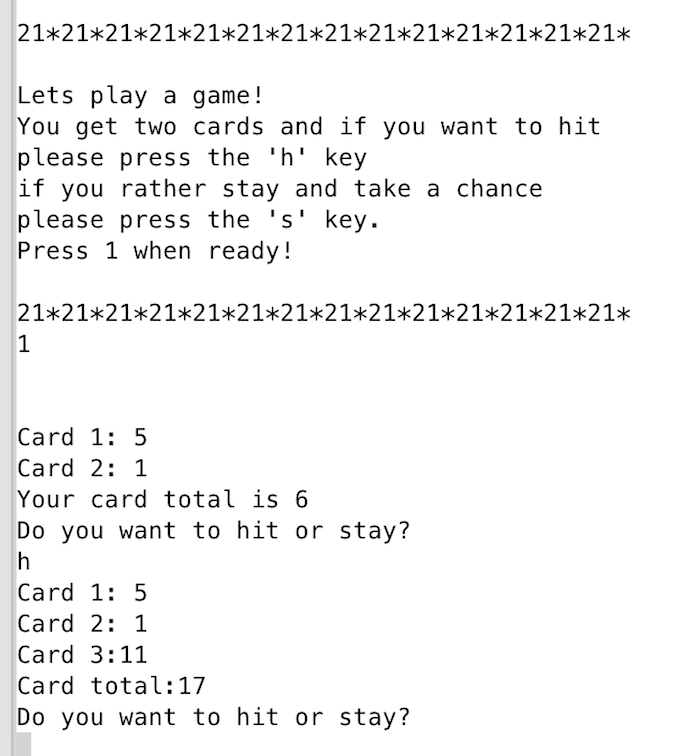 21*21*21*21*21*21*21*21*21*21*21*21*21*21*
Lets play a game!
You get two cards and if you want to hit
please press the 'h' key
if you rather stay and take a chance
please press the 's' key.
Press 1 when ready!
21*21*21*21*21*21*21*21*21*21*21*21*21*21*
1
Card 1: 5
Card 2: 1
Your card total is 6
Do you want to hit or stay?
h
Card 1: 5
Card 2: 1
Card 3:11
Card total:17
Do you want to hit or stay?